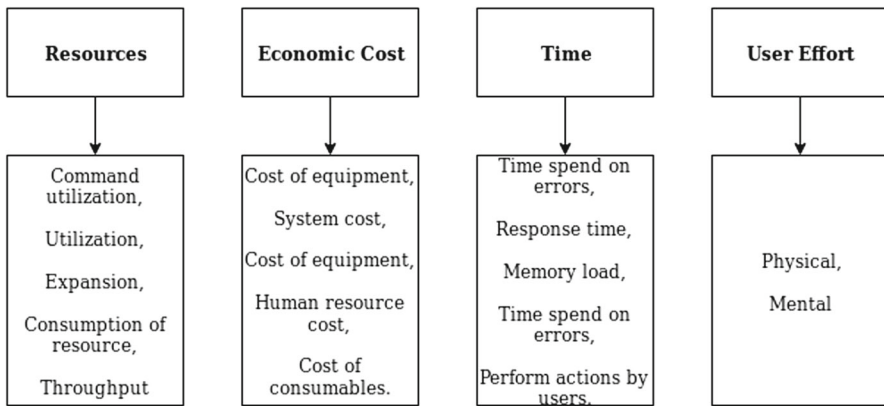 Resources
Command
utilization,
Utilization,
Expansion,
Consumption of
resource,
Throughput
Economic Cost
Cost of equipment,
System cost,
Cost of equipment,
Human resource
cost,
Cost of
consumables.
Time
Time spend on
errors,
Response time,
Memory load,
Time spend on
errors,
Perform actions by
users.
User Effort
Physical,
Mental